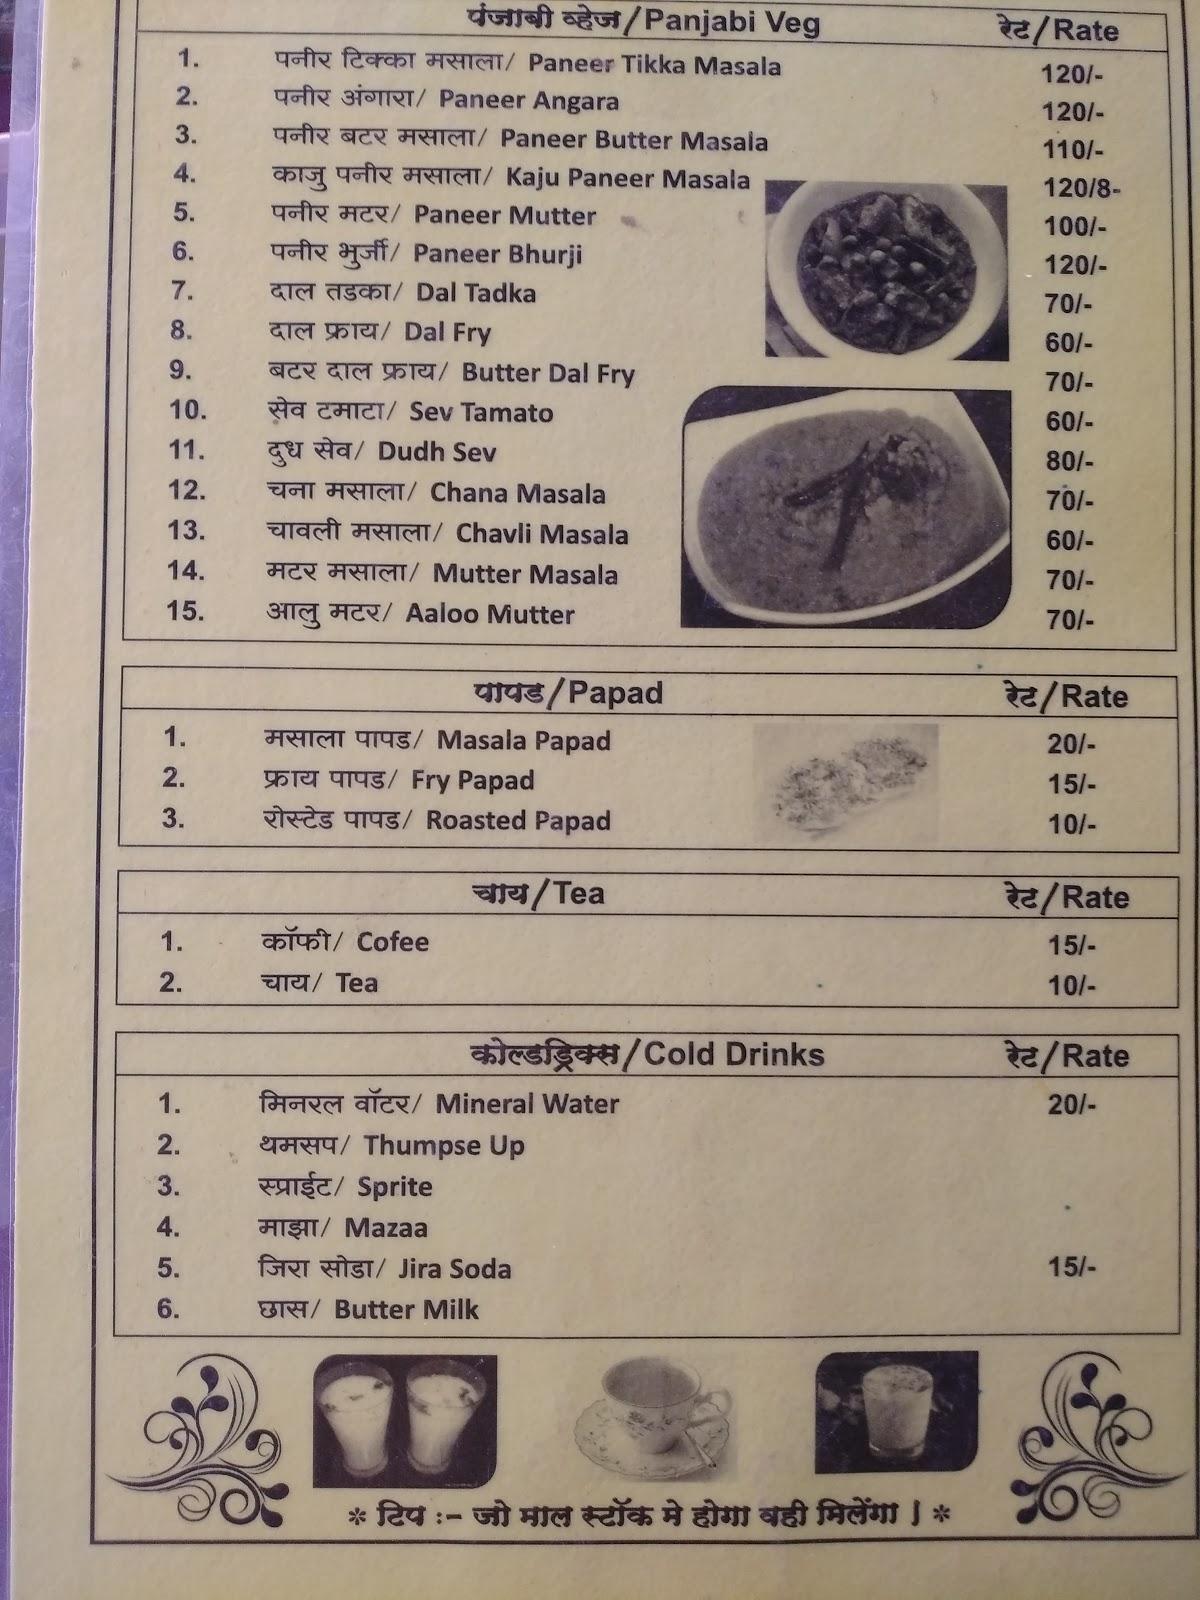 पंजाबी व्हेज/Panjabi Veg रेट/Rate
1. पनीर टिक्का मसाला/ Paneer Tikka Masala 120/-
2. पनीर अंगारा/ Paneer Angara 120/-
3. पनीर बटर मसाला/ Paneer Butter Masala 110/-
4. काजु पनीर मसाला/ Kaju Paneer Masala 120/8-
5. पनीर मटर/ Paneer Mutter 100/-
6. पनीर भुर्जी/ Paneer Bhurji 120/-
7. दाल तडका/ Dal Tadka 70/-
8. दाल फ्राय/ Dal Fry 60/-
9. बटर दाल फ्राय/ Butter Dal Fry 70/-
10. सेव टमाटा/ Sev Tamato 60/-
11. दुध सेव/ Dudh Sev 80/-
12. चना मसाला/ Chana Masala 70/-
13. चावली मसाला/ Chavli Masala 60/-
14. मटर मसाला/ Mutter Masala 70/-
15. आलु मटर/ Aaloo Mutter 70/-
पापड/Papad रेट/Rate
1. मसाला पापड/ Masala Papad 20/-
2. फ्राय पापड/ Fry Papad 15/-
3. रोस्टेड पापड/ Roasted Papad 10/-
चाय/Tea रेट/Rate
1. कॉफी/ Cofee 15/-
2. चाय/ Tea 10/-
कोल्डड्रिक्स/Cold Drinks रेट/Rate
1. मिनरल वॉटर/ Mineral Water 20/-
2. थमसप/ Thumpse Up
3. स्प्राईट/ Sprite
4. माझा/ Mazaa
5. जिरा सोडा/ Jira Soda 15/-
6. छास/ Butter Milk
* टिप :- जो माल स्टॉक मे होगा वही मिलेंगा । *